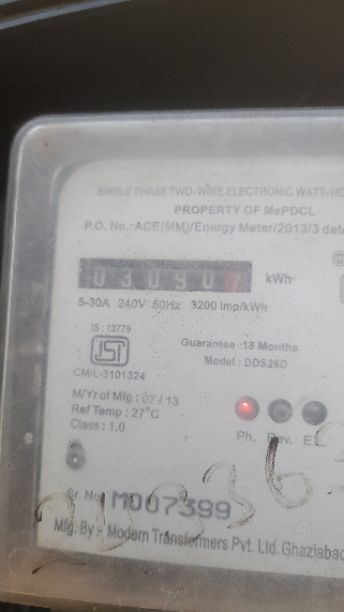 SINGLE PHASE TWO-WIRE ELECTRONIC WATT-HO
PROPERTY OF MePDCL
P.O. No.: ACE(MM)/Energy Meter/2013/3 date
030907 kWh
5-30A 240V 50Hz 3200 Imp/kWh
IS : 13779
ISI
CM/L-3101324
Guarantee :18 Months
Model : DDS26D
M/Yr of Mfg : 07 / 13
Ref Temp : 27°C
Class : 1.0
Ph. Rev. E
Sr. No. M007399
Mfg. By :- Modern Transformers Pvt. Ltd. Ghaziabad